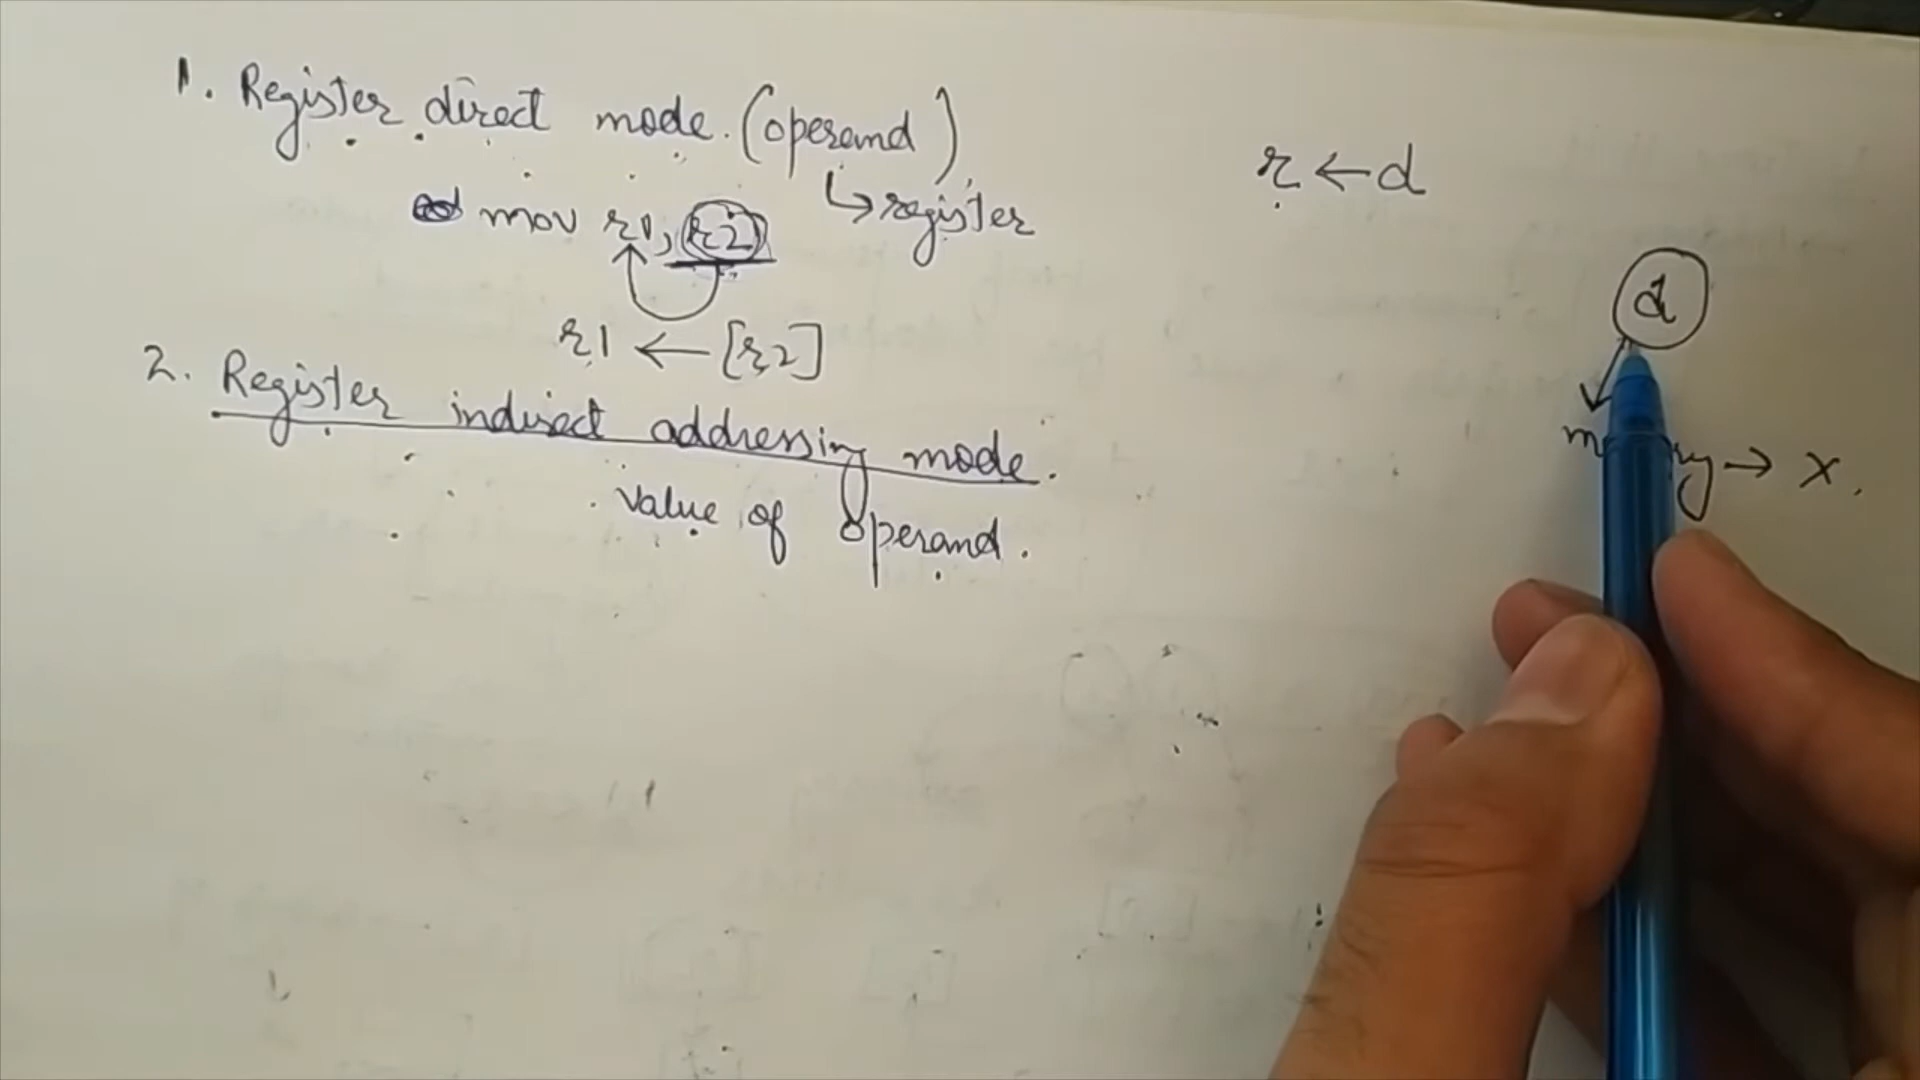 1. Register direct mode. (operand)
↳ register
mov r1, r2
r1 ← [r2]
2. Register indirect addressing mode.
value of operand.
r ← d
d
→ x.